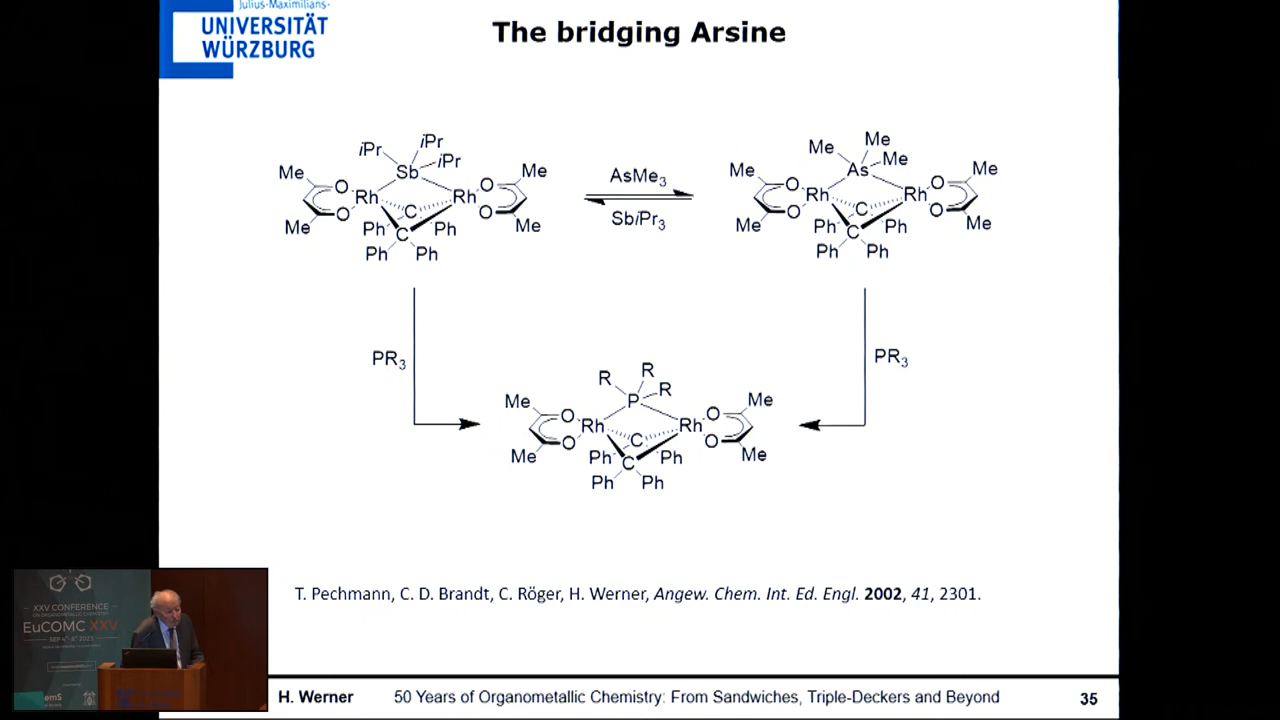 Julius-Maximilians-
UNIVERSITÄT
WÜRZBURG
The bridging Arsine
iPr
iPr
iPr
Sb
Me
O
Rh
O
Me
Rh
O
O
Me
Me
C
C
Ph
Ph
Ph
Ph
AsMe3
SbiPr3
Me
Me
Me
As
Me
O
Rh
O
Me
Rh
O
O
Me
Me
C
C
Ph
Ph
Ph
Ph
PR3
PR3
R
R
R
P
Me
O
Rh
O
Me
Rh
O
O
Me
Me
C
C
Ph
Ph
Ph
Ph
T. Pechmann, C. D. Brandt, C. Röger, H. Werner, Angew. Chem. Int. Ed. Engl. 2002, 41, 2301.
XXV CONFERENCE
ON ORGANOMETALLIC CHEMISTRY
EuCOMC XXV
H. Werner 50 Years of Organometallic Chemistry: From Sandwiches, Triple-Deckers and Beyond 35